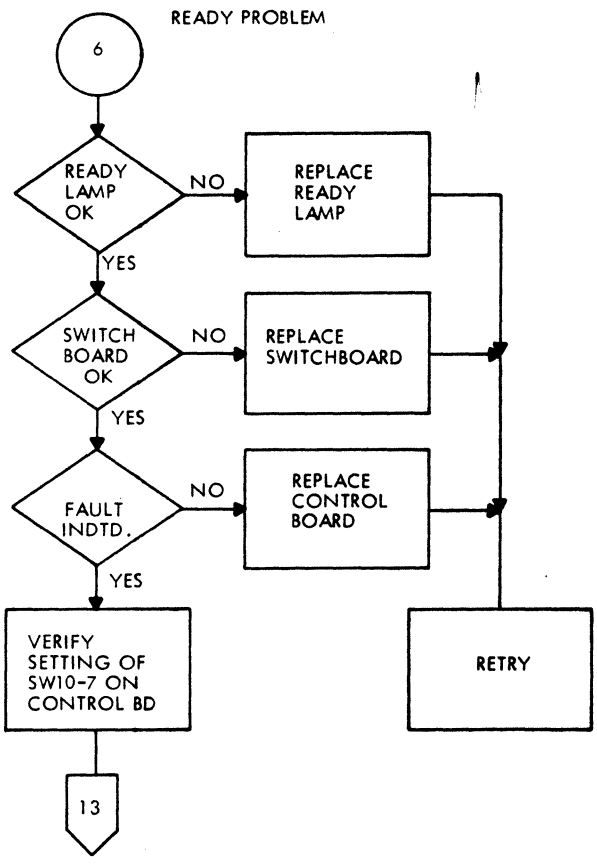 READY PROBLEM
6
READY
LAMP
OK
NO
REPLACE
READY
LAMP
YES
SWITCH
BOARD
OK
NO
REPLACE
SWITCHBOARD
YES
FAULT
INDTD.
NO
REPLACE
CONTROL
BOARD
YES
VERIFY
SETTING OF
SW10-7 ON
CONTROL BD
RETRY
13